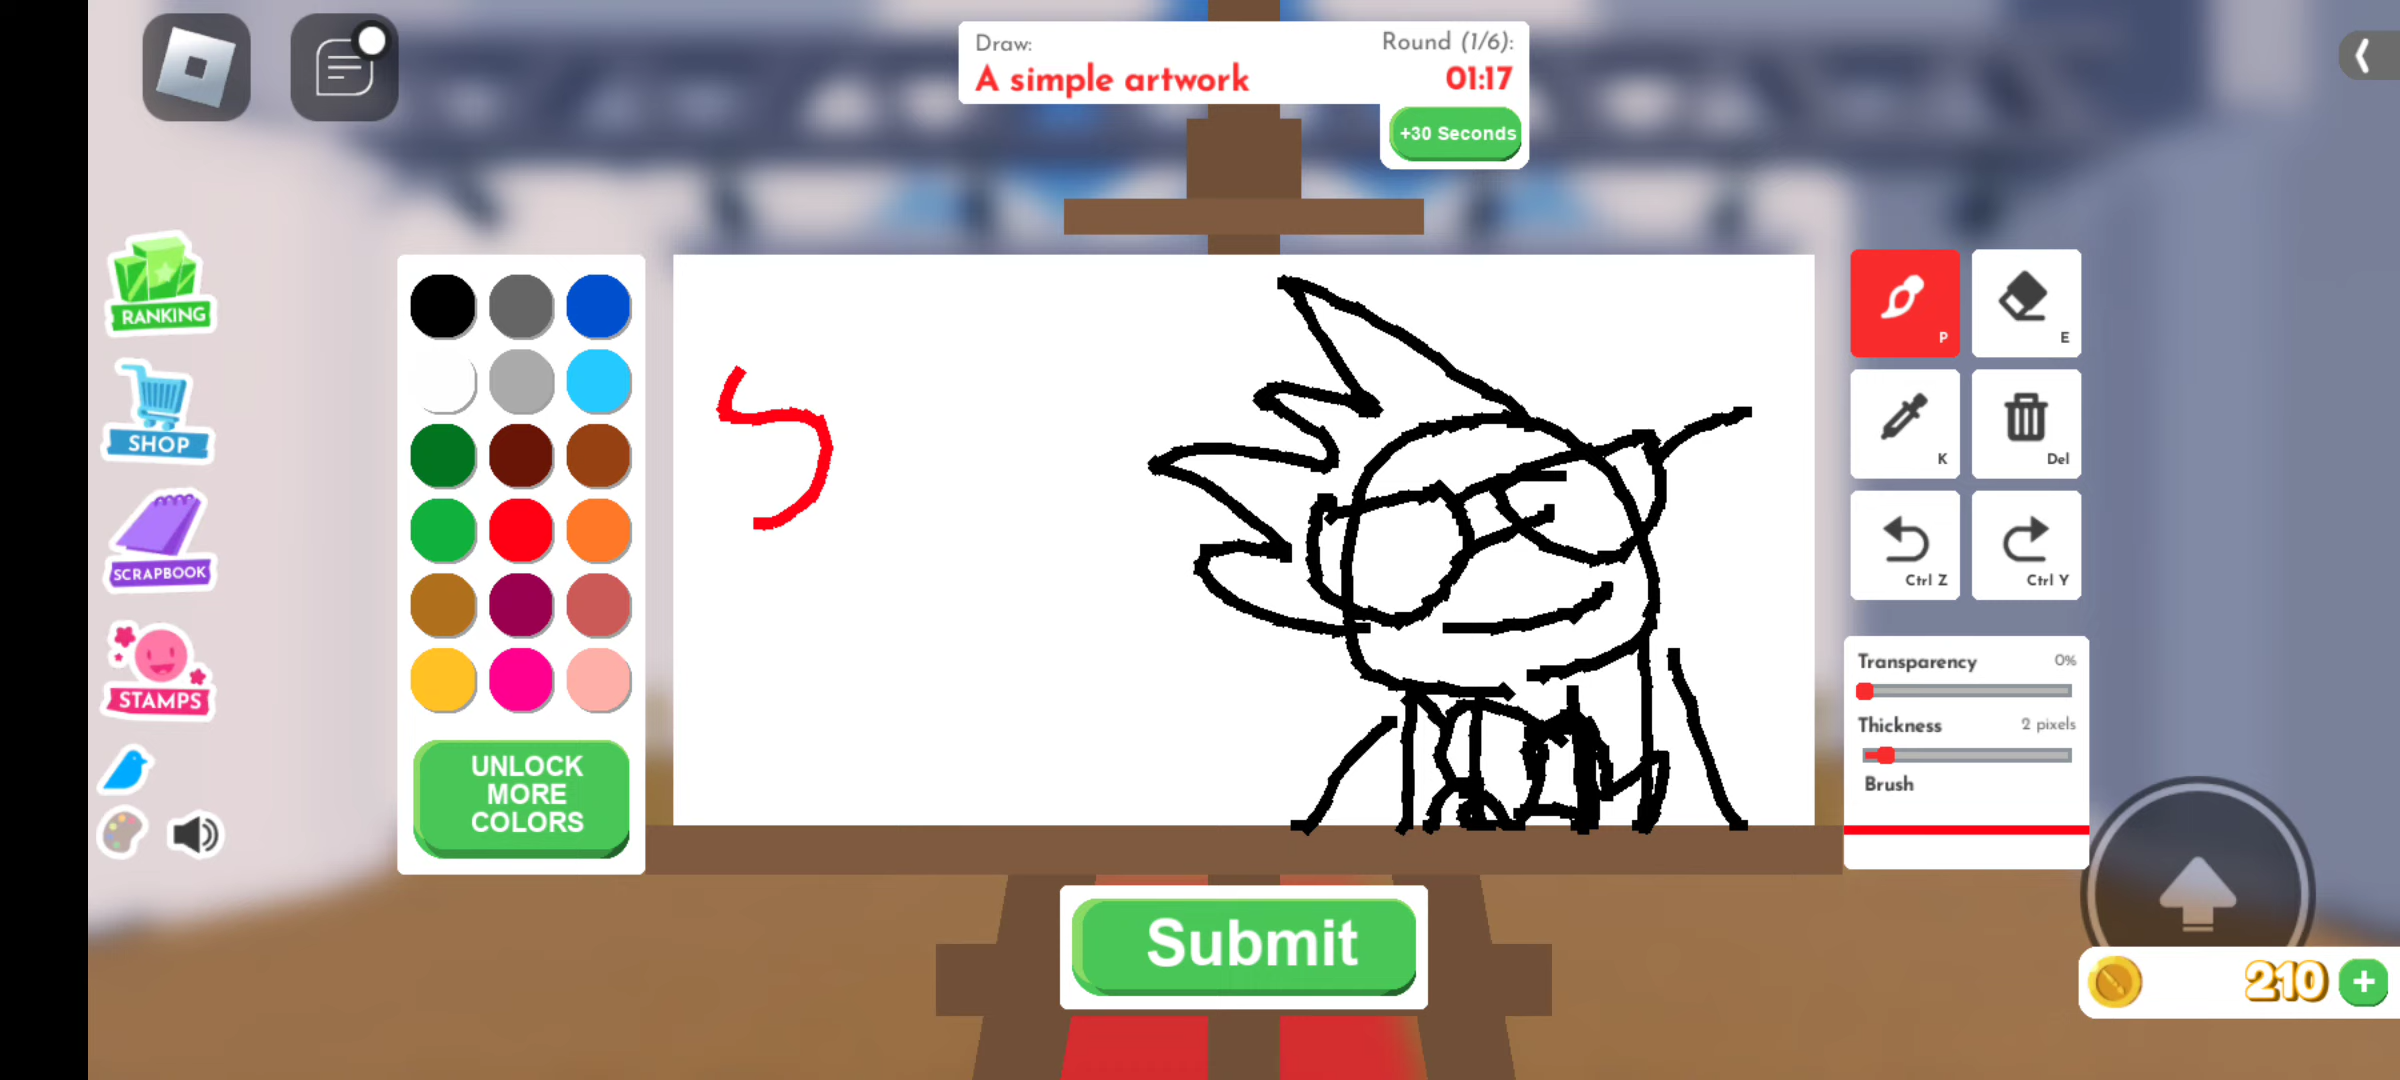 Draw:
A simple artwork
Round (1/6):
01:17
+30 Seconds
RANKING
SHOP
SCRAPBOOK
STAMPS
UNLOCK
MORE
COLORS
S
P
E
K
Del
Ctrl Z
Ctrl Y
Transparency 0%
Thickness 2 pixels
Brush
Submit
210